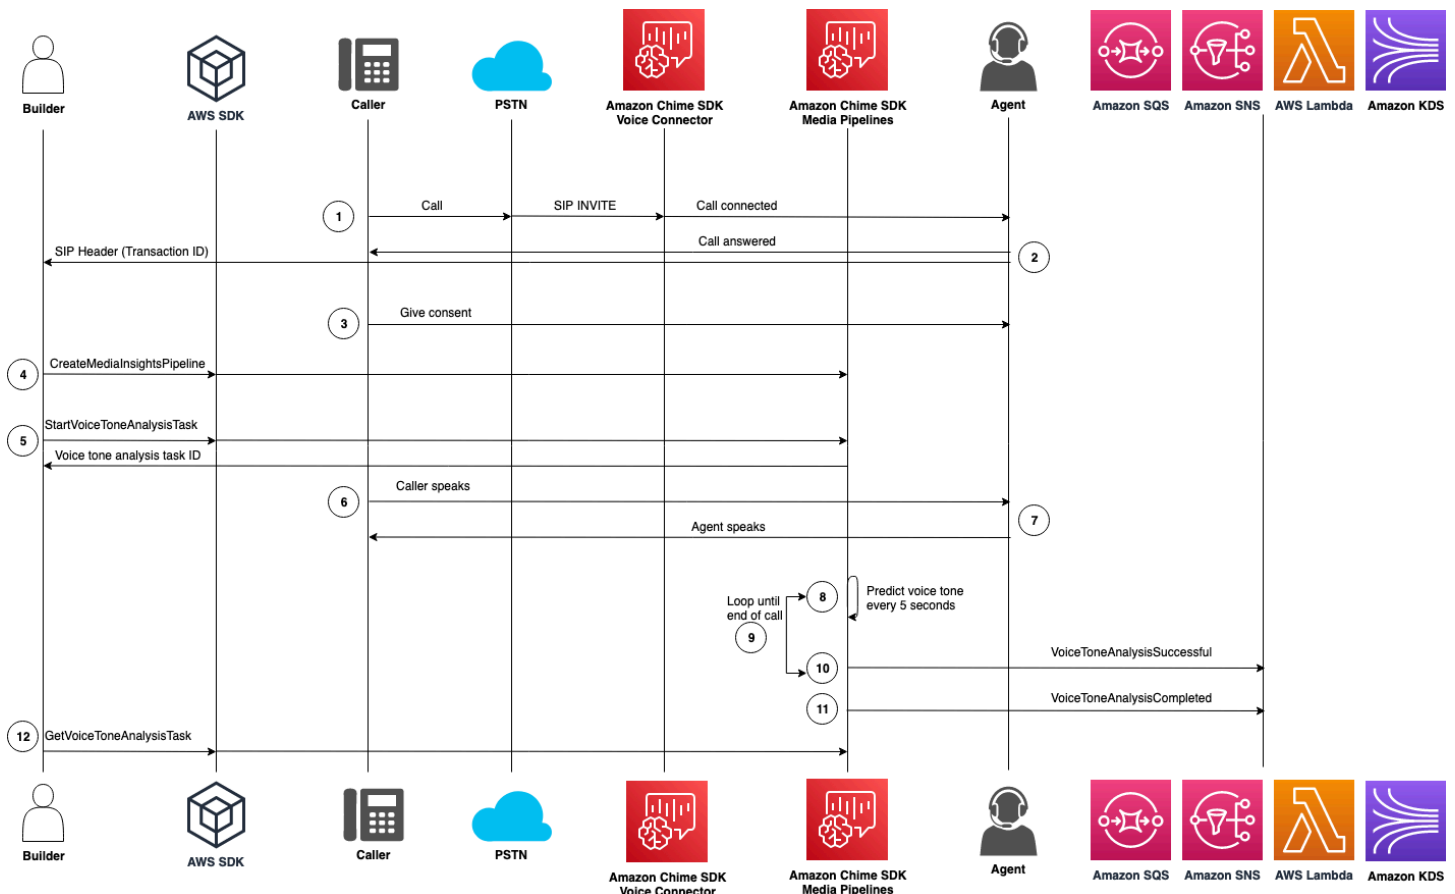 Builder
AWS SDK
Caller
PSTN
Amazon Chime SDK
Voice Connector
Amazon Chime SDK
Media Pipelines
Agent
Amazon SQS
Amazon SNS
AWS Lambda
Amazon KDS
1
Call
SIP INVITE
Call connected
Call answered
SIP Header (Transaction ID)
2
3
Give consent
4
CreateMediaInsightsPipeline
5
StartVoiceToneAnalysisTask
Voice tone analysis task ID
6
Caller speaks
7
Agent speaks
8
Predict voice tone
every 5 seconds
Loop until
end of call
9
10
VoiceToneAnalysisSuccessful
11
VoiceToneAnalysisCompleted
12
GetVoiceToneAnalysisTask
Builder
AWS SDK
Caller
PSTN
Amazon Chime SDK
Voice Connector
Amazon Chime SDK
Media Pipelines
Agent
Amazon SQS
Amazon SNS
AWS Lambda
Amazon KDS